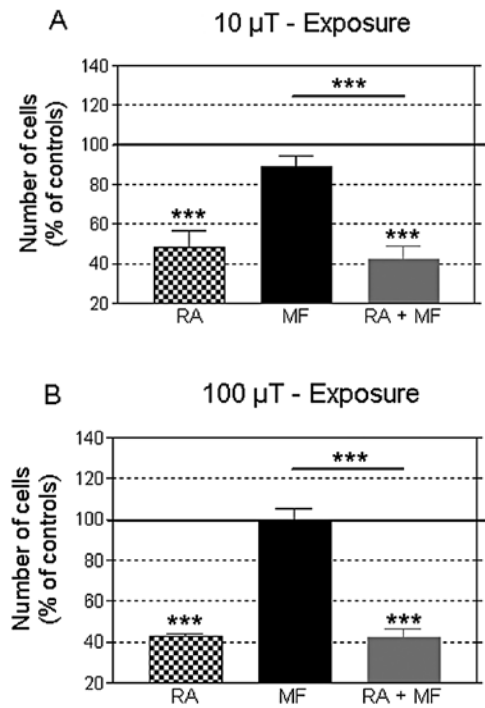 A
10 µT - Exposure
Number of cells
(% of controls)
140
120
100
80
60
40
20
***
***
***
RA
MF
RA + MF
B
100 µT - Exposure
Number of cells
(% of controls)
140
120
100
80
60
40
20
***
***
***
RA
MF
RA + MF